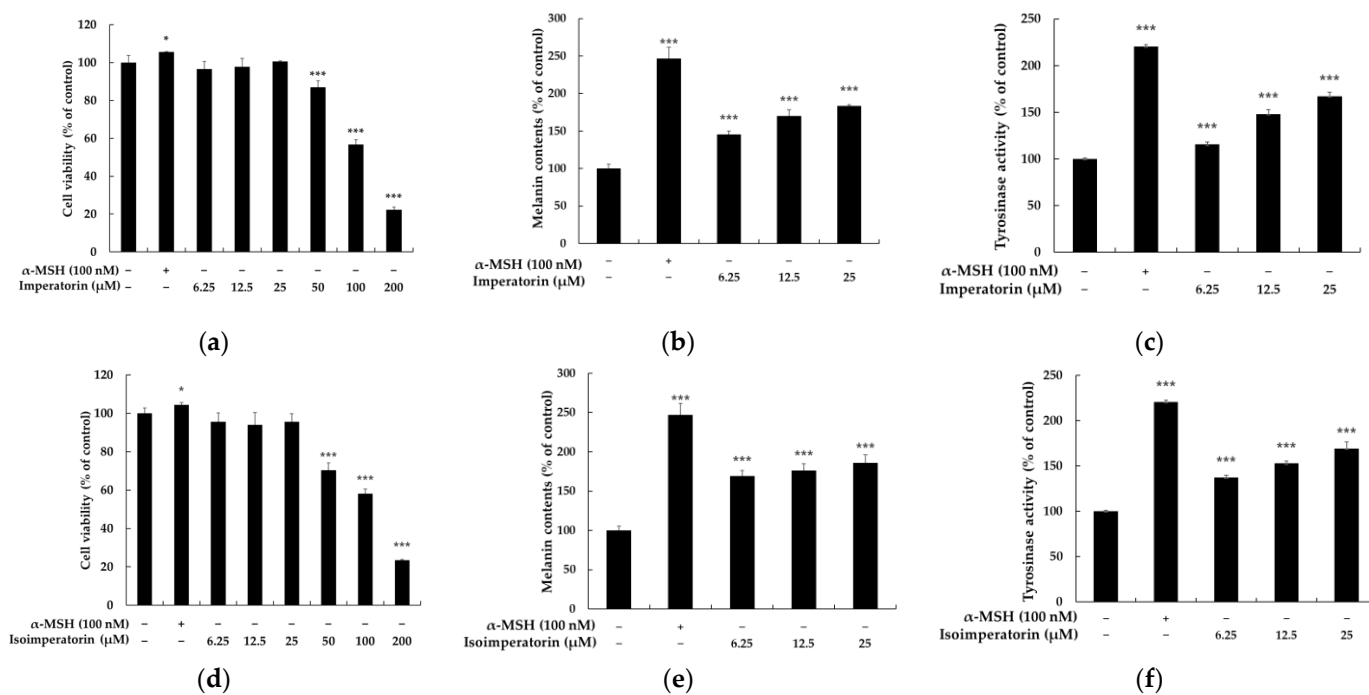 120
100
80
60
40
20
0
Cell viability (% of control)
*
***
***
***
α-MSH (100 nM) – + – – – – – –
Imperatorin (μM) – – 6.25 12.5 25 50 100 200
(a)
300
250
200
150
100
50
0
Melanin contents (% of control)
***
***
***
***
α-MSH (100 nM) – + – – –
Imperatorin (μM) – – 6.25 12.5 25
(b)
250
200
150
100
50
0
Tyrosinase activity (% of control)
***
***
***
***
α-MSH (100 nM) – + – – –
Imperatorin (μM) – – 6.25 12.5 25
(c)
120
100
80
60
40
20
0
Cell viability (% of control)
*
***
***
***
α-MSH (100 nM) – + – – – – – –
Isoimperatorin (μM) – – 6.25 12.5 25 50 100 200
(d)
300
250
200
150
100
50
0
Melanin contents (% of control)
***
***
***
***
α-MSH (100 nM) – + – – –
Isoimperatorin (μM) – – 6.25 12.5 25
(e)
250
200
150
100
50
0
Tyrosinase activity (% of control)
***
***
***
***
α-MSH (100 nM) – + – – –
Isoimperatorin (μM) – – 6.25 12.5 25
(f)